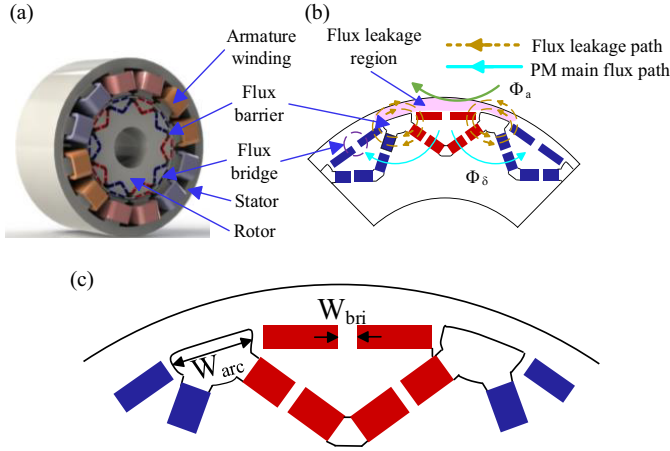 (a)
Armature
winding
Flux
barrier
Flux
bridge
Stator
Rotor
(b)
Flux leakage
region
Flux leakage path
PM main flux path
Φa
Φδ
(c)
Wbri
Warc